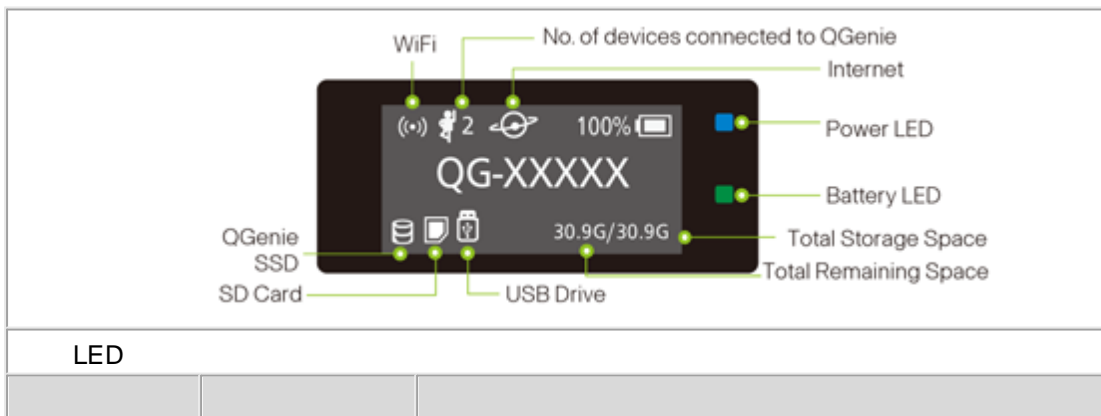 WiFi
No. of devices connected to QGenie
Internet
2
100%
Power LED
QG-XXXXX
Battery LED
QGenie
SSD
30.9G/30.9G
Total Storage Space
Total Remaining Space
SD Card
USB Drive
LED